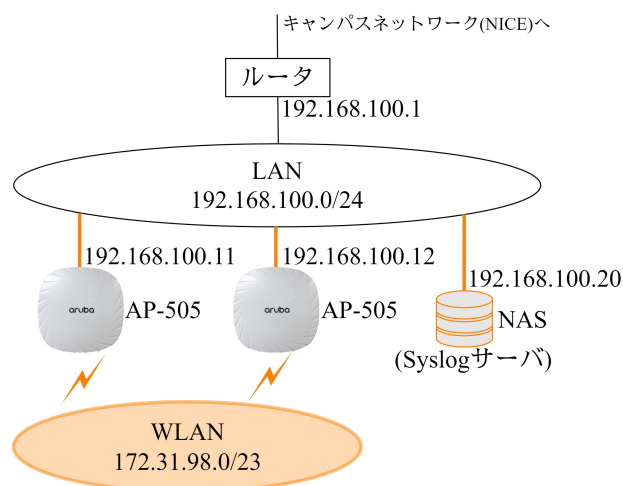 キャンパスネットワーク(NICE)へ
ルータ
192.168.100.1
LAN
192.168.100.0/24
192.168.100.11
192.168.100.12
192.168.100.20
aruba
AP-505
aruba
AP-505
NAS
(Syslogサーバ)
WLAN
172.31.98.0/23